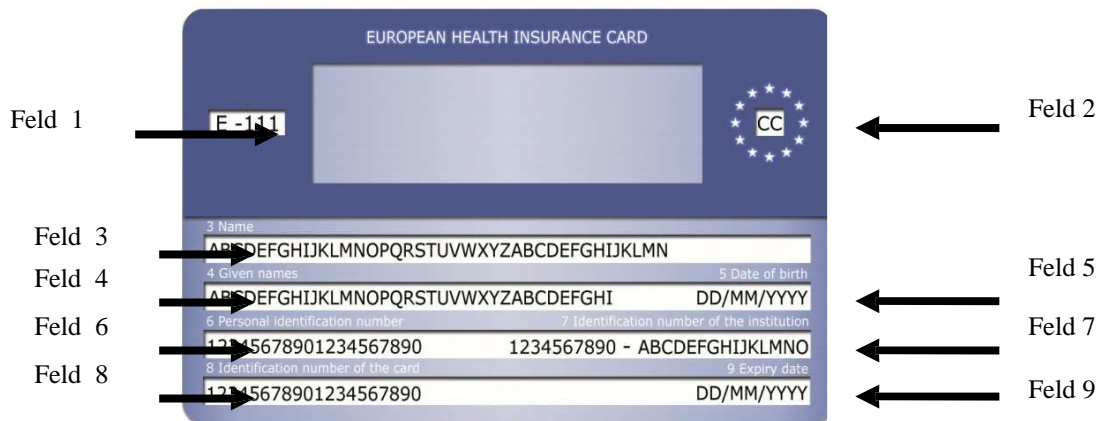 EUROPEAN HEALTH INSURANCE CARD
Feld 1
E -111
CC
Feld 2
3 Name
Feld 3
ABCDEFGHIJKLMNOPQRSTUVWXYZABCDEFGHIJKLMN
4 Given names
5 Date of birth
Feld 4
ABCDEFGHIJKLMNOPQRSTUVWXYZABCDEFGHI
DD/MM/YYYY
Feld 5
6 Personal identification number
7 Identification number of the institution
Feld 6
12345678901234567890
1234567890 - ABCDEFGHIJKLMNO
Feld 7
8 Identification number of the card
9 Expiry date
Feld 8
12345678901234567890
DD/MM/YYYY
Feld 9